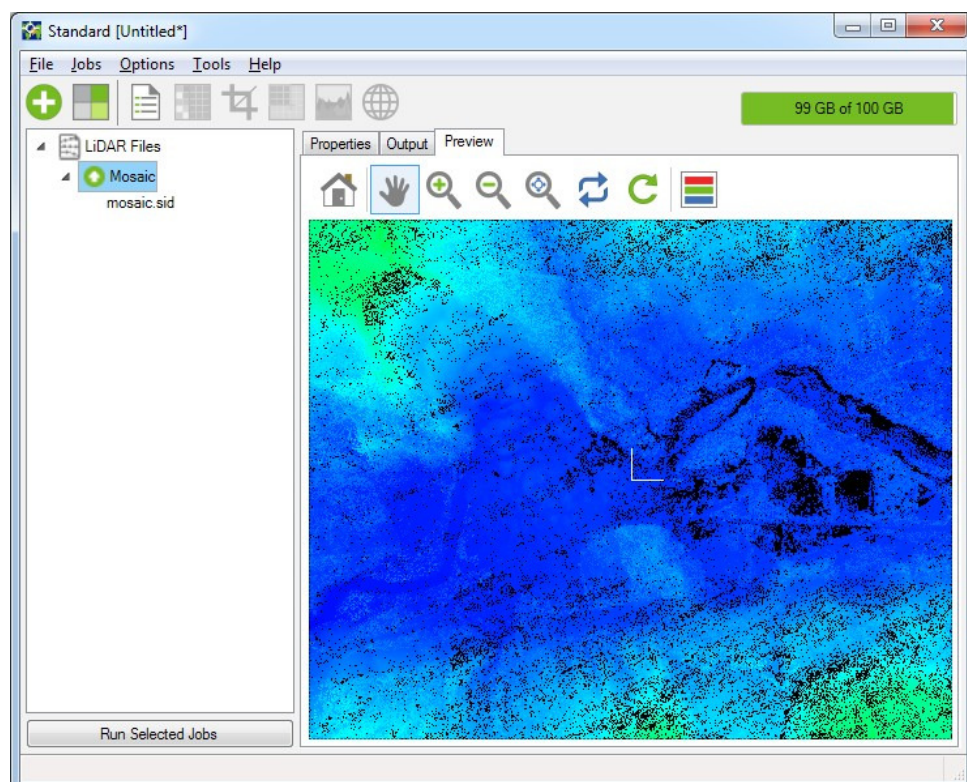 Standard [Untitled*]
File Jobs Options Tools Help
99 GB of 100 GB
LiDAR Files
Mosaic
mosaic.sid
Properties Output Preview
Run Selected Jobs